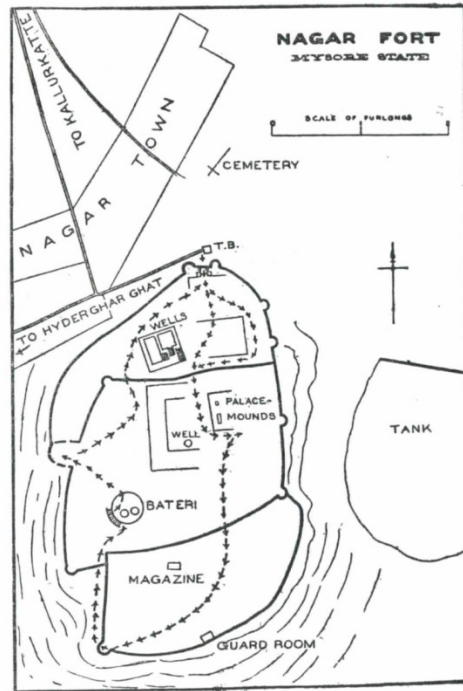 NAGAR FORT
MYSORE STATE
SCALE OF FURLONGS
TO KALLURKATTE
NAGAR TOWN
CEMETERY
T.B.
TO HYDERGHAR GHAT
WELLS
PALACE-
MOUNDS
WELL
TANK
BATERI
MAGAZINE
GUARD ROOM